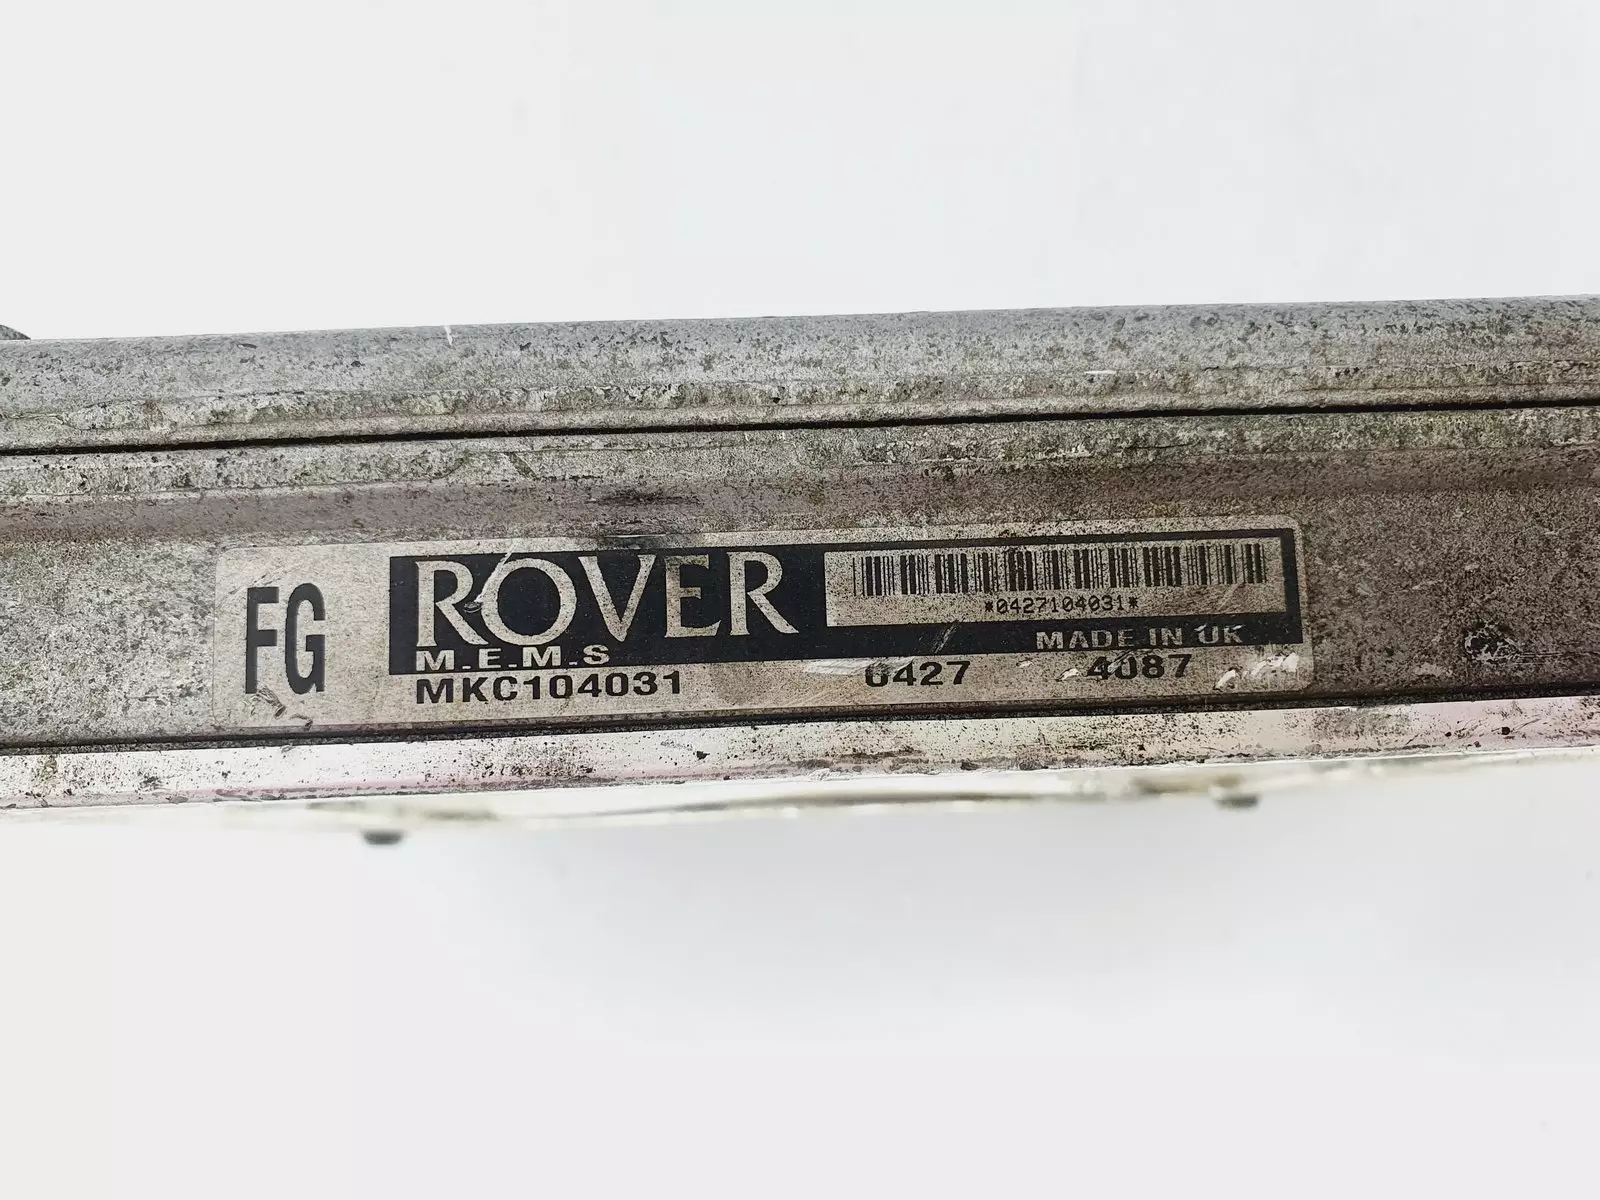 FG
ROVER
*0427104031*
M.E.M.S
MADE IN UK
MKC104031 0427 4087